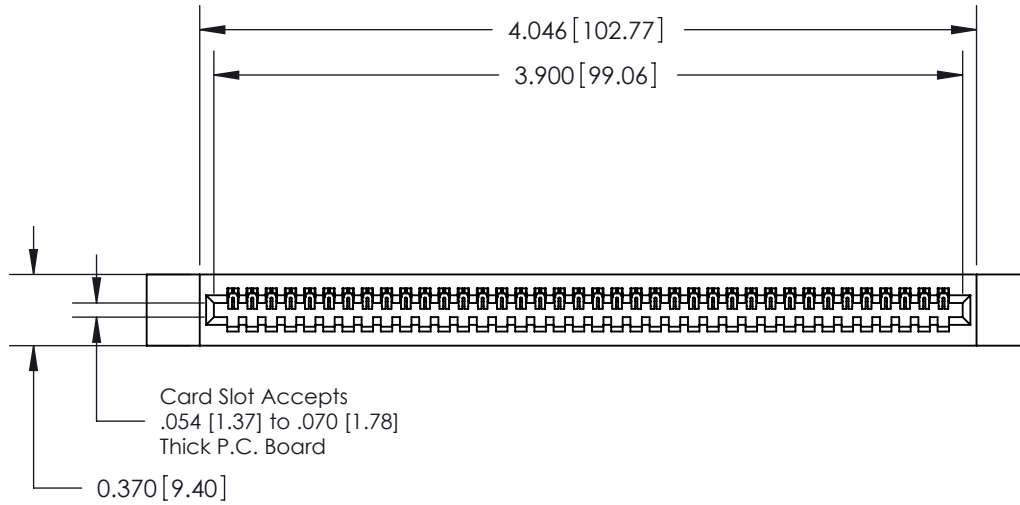 4.046[102.77]
3.900[99.06]
Card Slot Accepts
.054 [1.37] to .070 [1.78]
Thick P.C. Board
0.370[9.40]